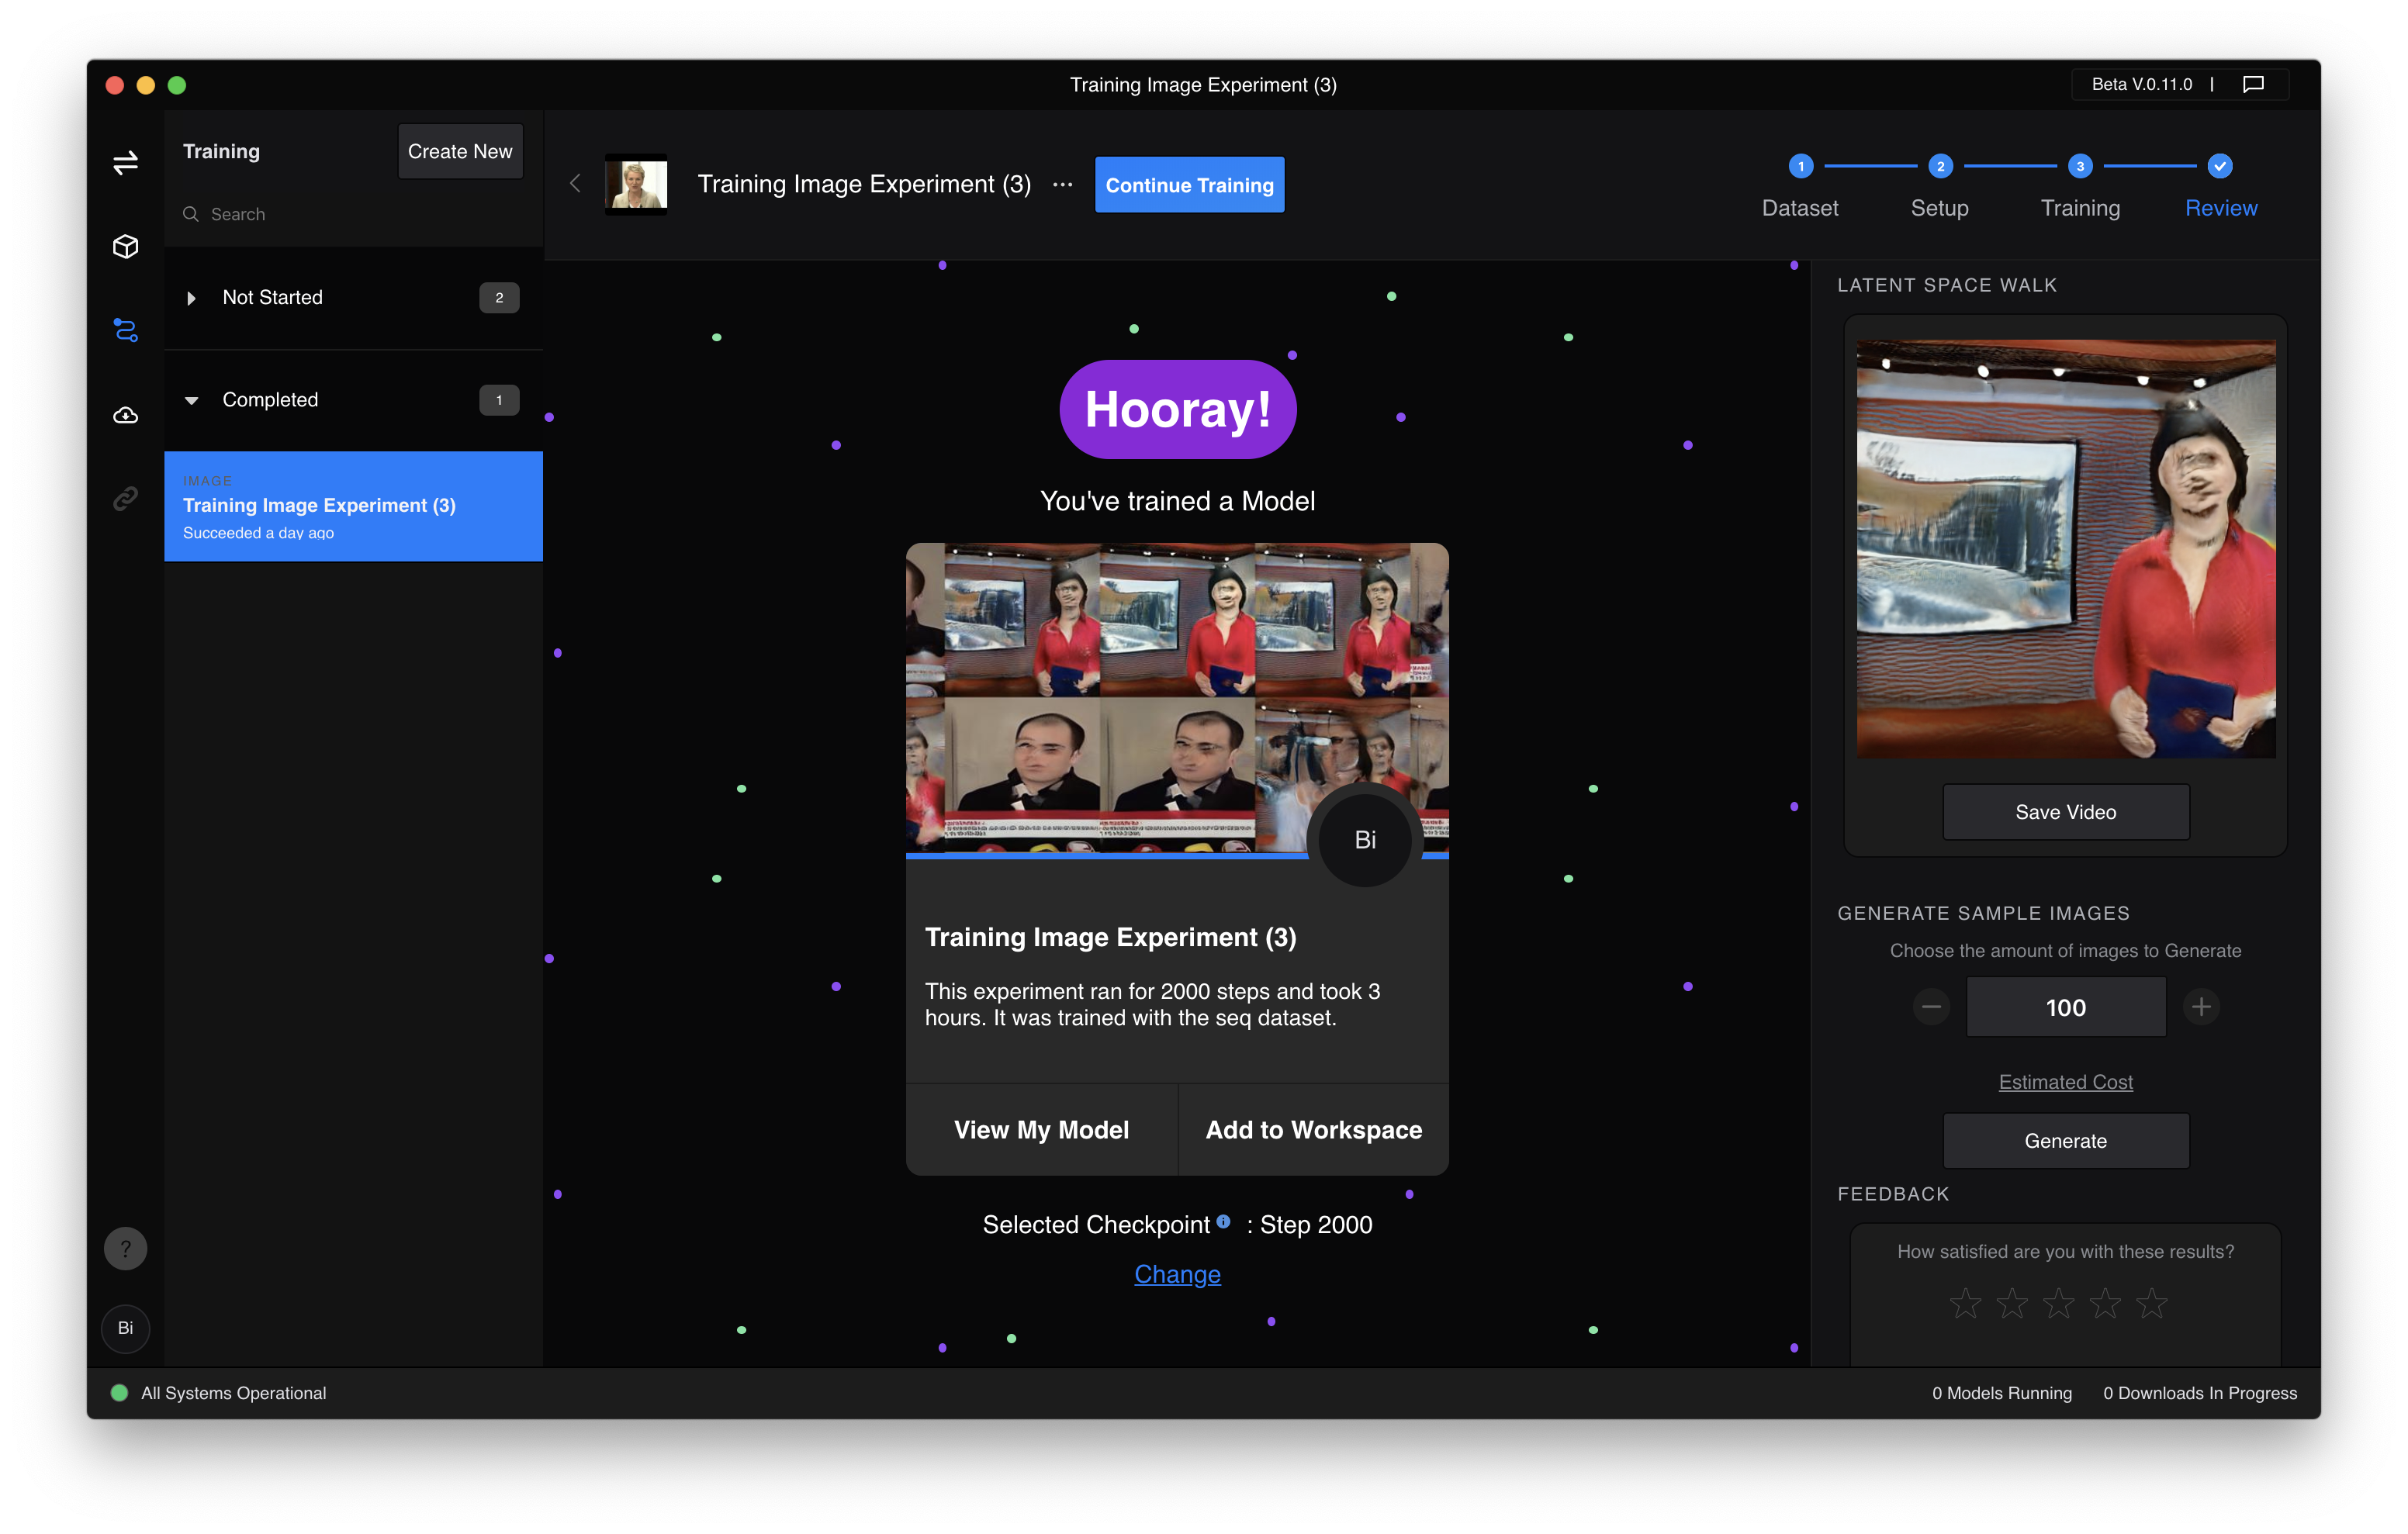 Training Image Experiment (3)
Beta V.0.11.0 |
Training
Create New
Search
Not Started
2
Completed
1
IMAGE
Training Image Experiment (3)
Succeeded a day ago
Training Image Experiment (3)
...
Continue Training
1
2
3
Dataset
Setup
Training
Review
Hooray!
You've trained a Model
Bi
Training Image Experiment (3)
This experiment ran for 2000 steps and took 3
hours. It was trained with the seq dataset.
View My Model
Add to Workspace
Selected Checkpoint i : Step 2000
Change
LATENT SPACE WALK
Save Video
GENERATE SAMPLE IMAGES
Choose the amount of images to Generate
100
Estimated Cost
Generate
FEEDBACK
How satisfied are you with these results?
?
Bi
All Systems Operational
0 Models Running
0 Downloads In Progress